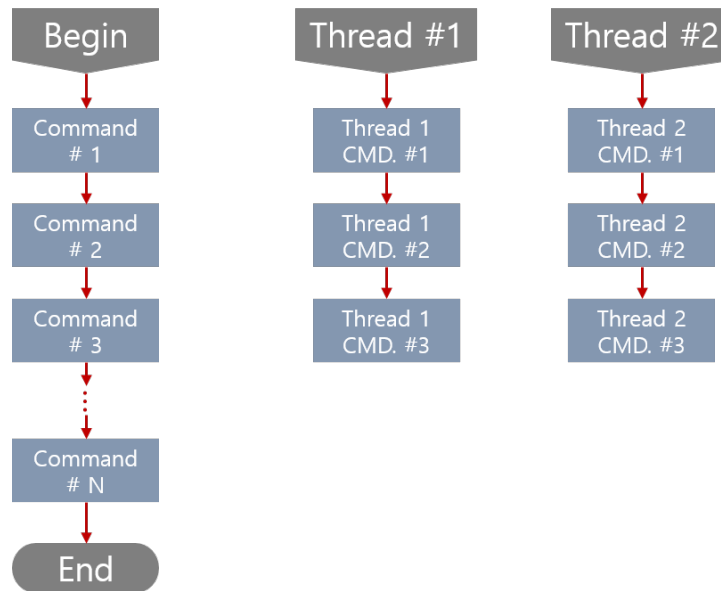 Begin
Command
# 1
Command
# 2
Command
# 3
Command
# N
End
Thread #1
Thread 1
CMD. #1
Thread 1
CMD. #2
Thread 1
CMD. #3
Thread #2
Thread 2
CMD. #1
Thread 2
CMD. #2
Thread 2
CMD. #3